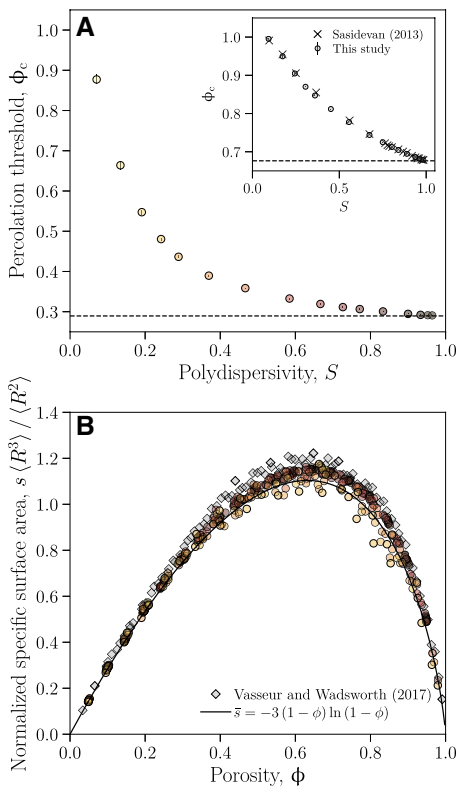 A
Percolation threshold, ϕc
1.0
0.9
0.8
0.7
0.6
0.5
0.4
0.3
0.0 0.2 0.4 0.6 0.8 1.0
Polydispersivity, S
ϕc
1.0
0.9
0.8
0.7
0.0 0.5 1.0
S
Sasidevan (2013)
This study
B
Normalized specific surface area, s ⟨R³⟩ / ⟨R²⟩
1.4
1.2
1.0
0.8
0.6
0.4
0.2
0.0
Vasseur and Wadsworth (2017)
s̅ = −3 (1 − ϕ) ln (1 − ϕ)
0.0 0.2 0.4 0.6 0.8 1.0
Porosity, ϕ